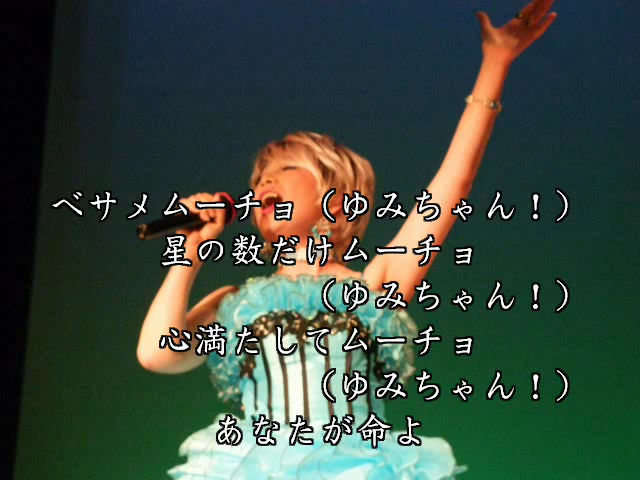 ベサメムーチョ（ゆみちゃん！）
星の数だけムーチョ
（ゆみちゃん！）
心満たしてムーチョ
（ゆみちゃん！）
あなたが命よ